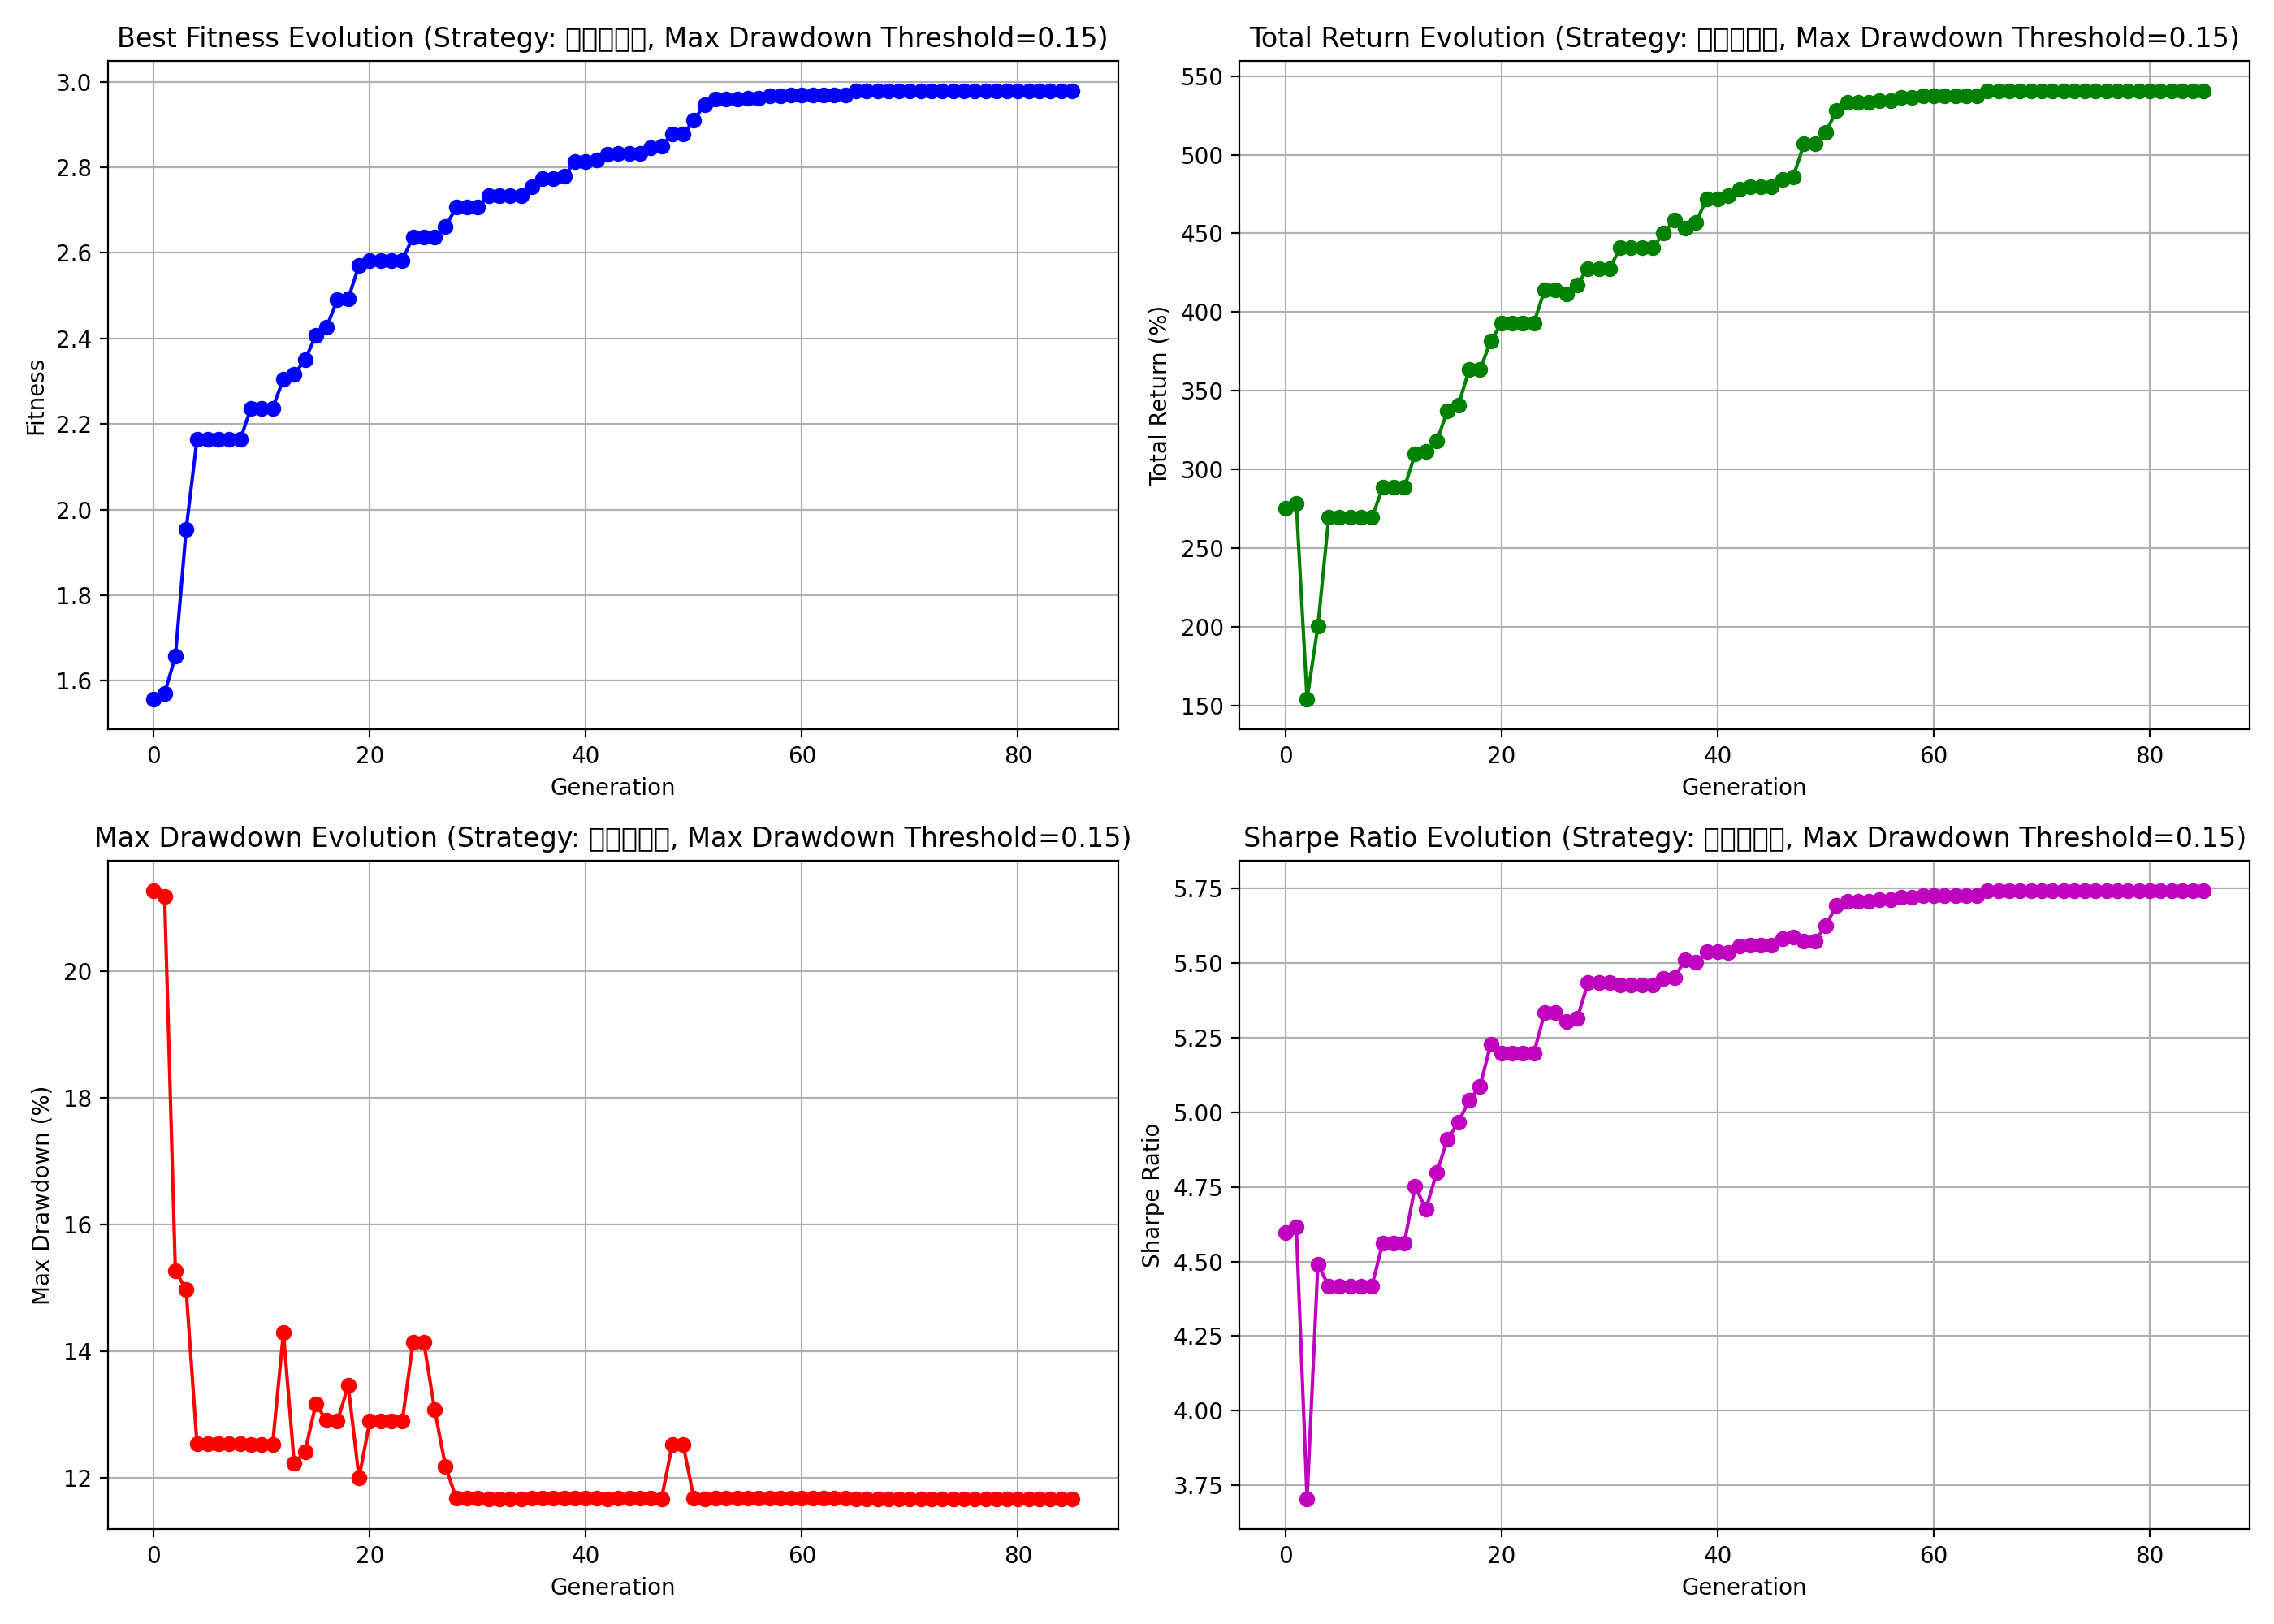 Best Fitness Evolution (Strategy: □□□□□, Max Drawdown Threshold=0.15)
Fitness
3.0
2.8
2.6
2.4
2.2
2.0
1.8
1.6
0 20 40 60 80
Generation
Total Return Evolution (Strategy: □□□□□, Max Drawdown Threshold=0.15)
Total Return (%)
550
500
450
400
350
300
250
200
150
0 20 40 60 80
Generation
Max Drawdown Evolution (Strategy: □□□□□, Max Drawdown Threshold=0.15)
Max Drawdown (%)
20
18
16
14
12
0 20 40 60 80
Generation
Sharpe Ratio Evolution (Strategy: □□□□□, Max Drawdown Threshold=0.15)
Sharpe Ratio
5.75
5.50
5.25
5.00
4.75
4.50
4.25
4.00
3.75
0 20 40 60 80
Generation